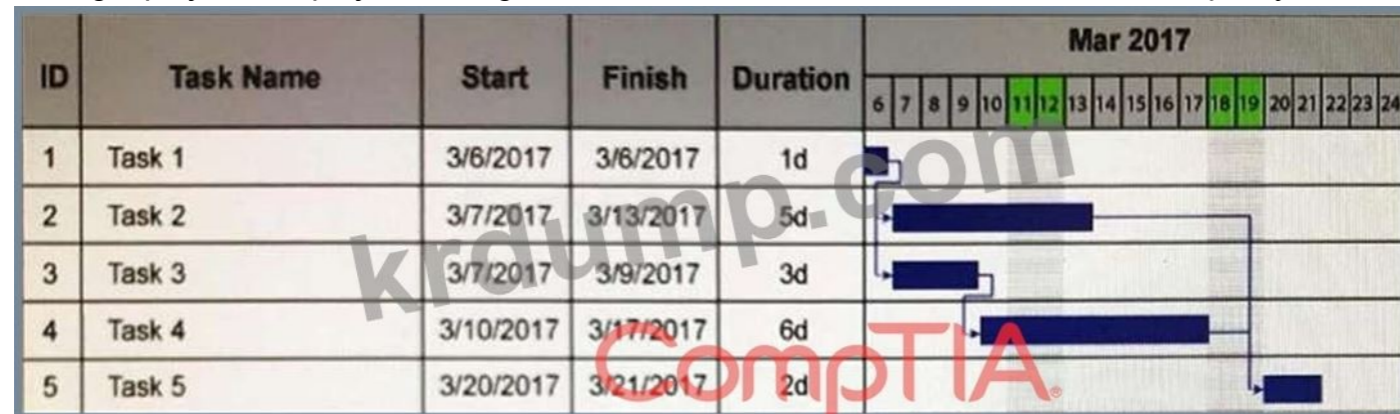 Mar 2017
ID Task Name Start Finish Duration
6 7 8 9 10 11 12 13 14 15 16 17 18 19 20 21 22 23 24
1 Task 1 3/6/2017 3/6/2017 1d
2 Task 2 3/7/2017 3/13/2017 5d
3 Task 3 3/7/2017 3/9/2017 3d
4 Task 4 3/10/2017 3/17/2017 6d
5 Task 5 3/20/2017 3/21/2017 2d
krdump.com
CompTIA.